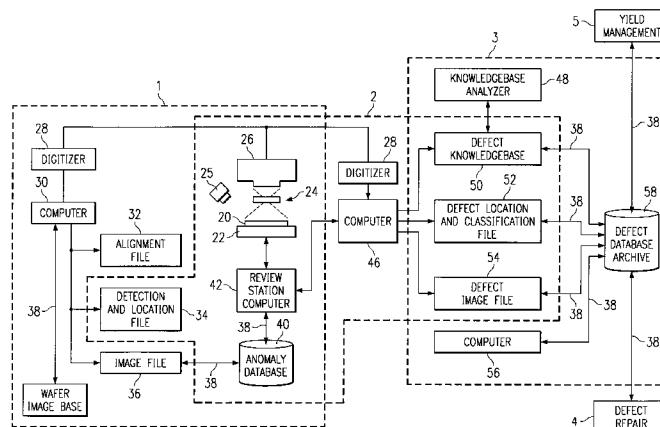 5
YIELD
MANAGEMENT
3
1
2
KNOWLEDGEBASE
ANALYZER
48
28
DIGITIZER
26
28
DIGITIZER
38
38
DEFECT
KNOWLEDGEBASE
50
52
30
COMPUTER
25
24
20
22
COMPUTER
46
DEFECT LOCATION
AND CLASSIFICATION
FILE
38
58
DEFECT
DATABASE
ARCHIVE
32
ALIGNMENT
FILE
42
REVIEW
STATION
COMPUTER
54
DEFECT
IMAGE FILE
38
38
38
DETECTION
AND LOCATION
FILE
34
38
40
ANOMALY
DATABASE
38
38
IMAGE FILE
36
COMPUTER
56
WAFER
IMAGE BASE
4
DEFECT
REPAIR